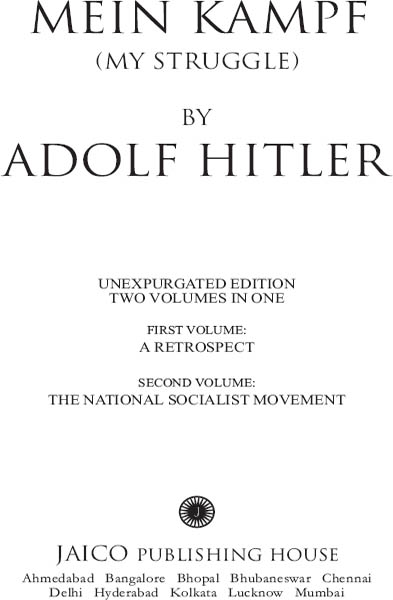 MEIN KAMPF
(MY STRUGGLE)
BY
ADOLF HITLER
UNEXPURGATED EDITION
TWO VOLUMES IN ONE
FIRST VOLUME:
A RETROSPECT
SECOND VOLUME:
THE NATIONAL SOCIALIST MOVEMENT
J
JAICO PUBLISHING HOUSE
Ahmedabad Bangalore Bhopal Bhubaneswar Chennai
Delhi Hyderabad Kolkata Lucknow Mumbai